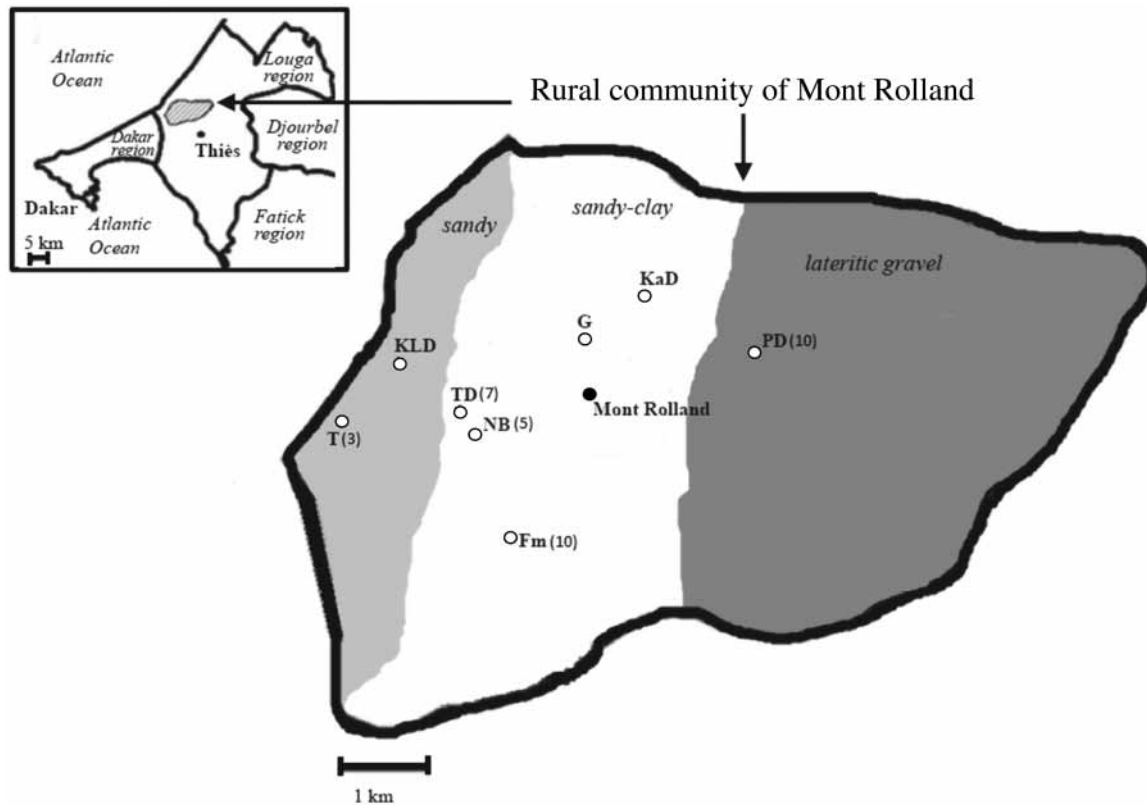 Atlantic
Ocean
Louga
region
Dakar
region
Thiès
Djourbel
region
Dakar
Atlantic
Ocean
Fatick
region
5 km
Rural community of Mont Rolland
sandy
sandy-clay
lateritic gravel
KaD
G
PD (10)
KLD
TD (7)
Mont Rolland
NB (5)
T (3)
Fm (10)
1 km